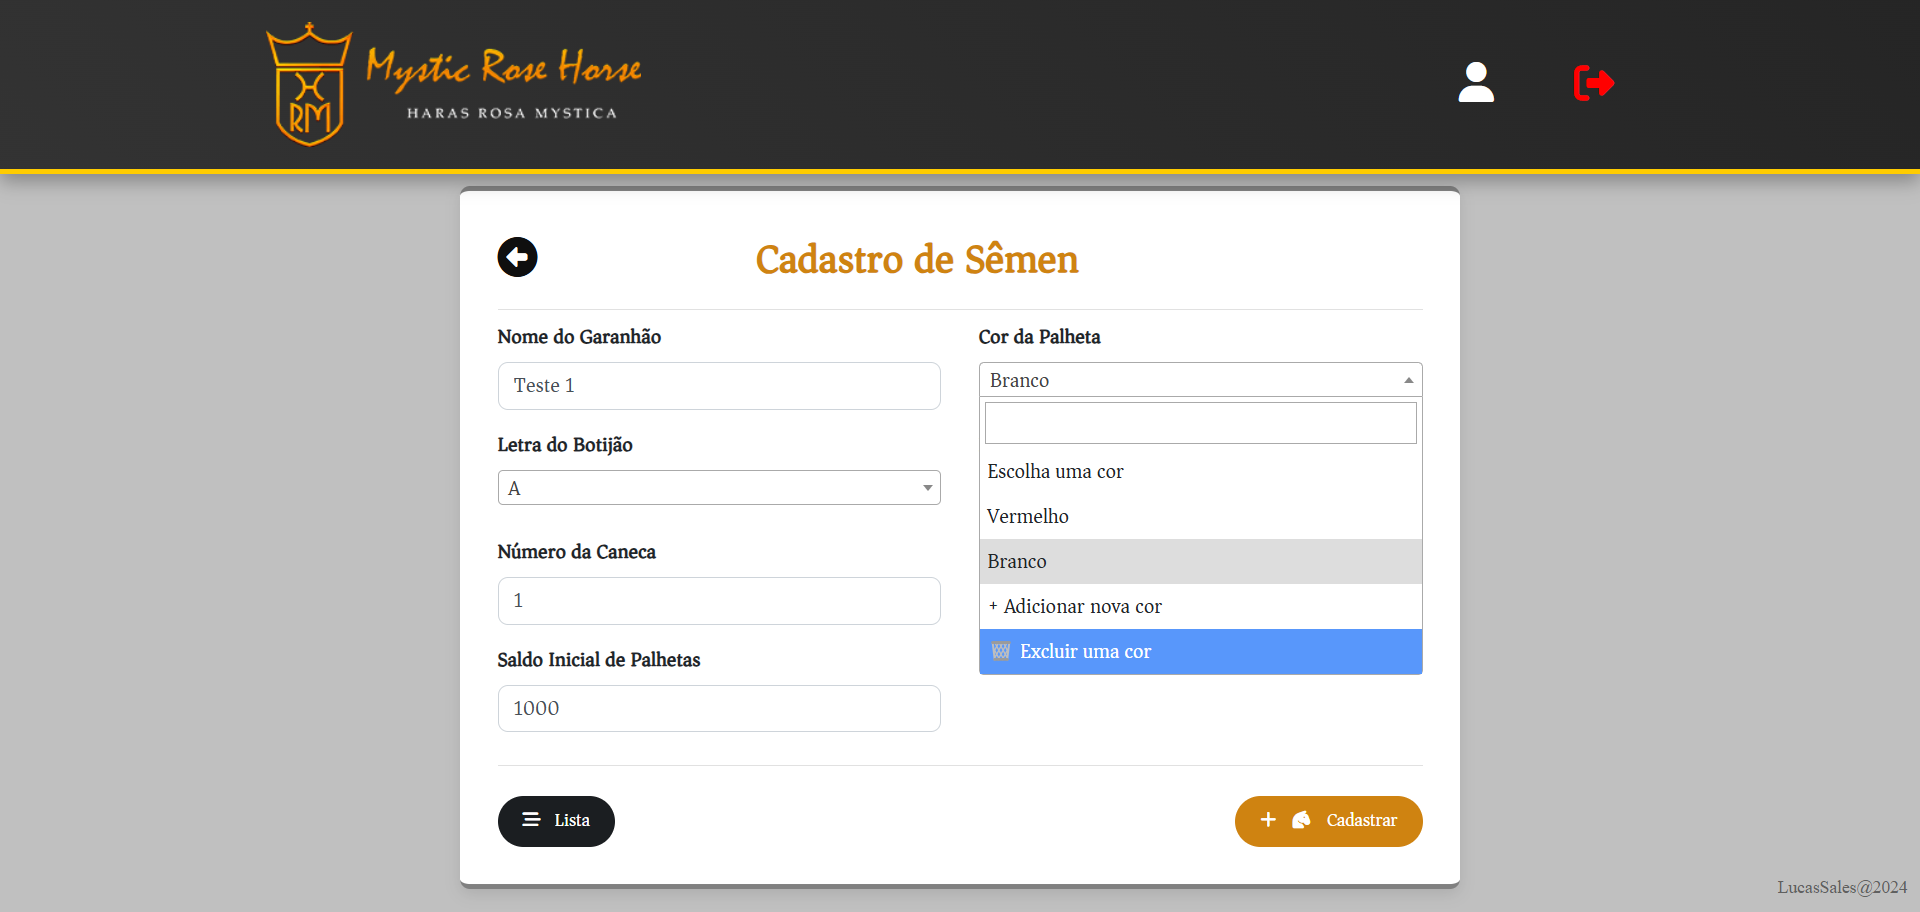 Mystic Rose Horse
HARAS ROSA MYSTICA
RM
Cadastro de Sêmen
Nome do Garanhão
Teste 1
Letra do Botijão
A
Número da Caneca
1
Saldo Inicial de Palhetas
1000
Cor da Palheta
Branco
Escolha uma cor
Vermelho
Branco
+ Adicionar nova cor
🗑️ Excluir uma cor
Lista
+ Cadastrar
LucasSales@2024